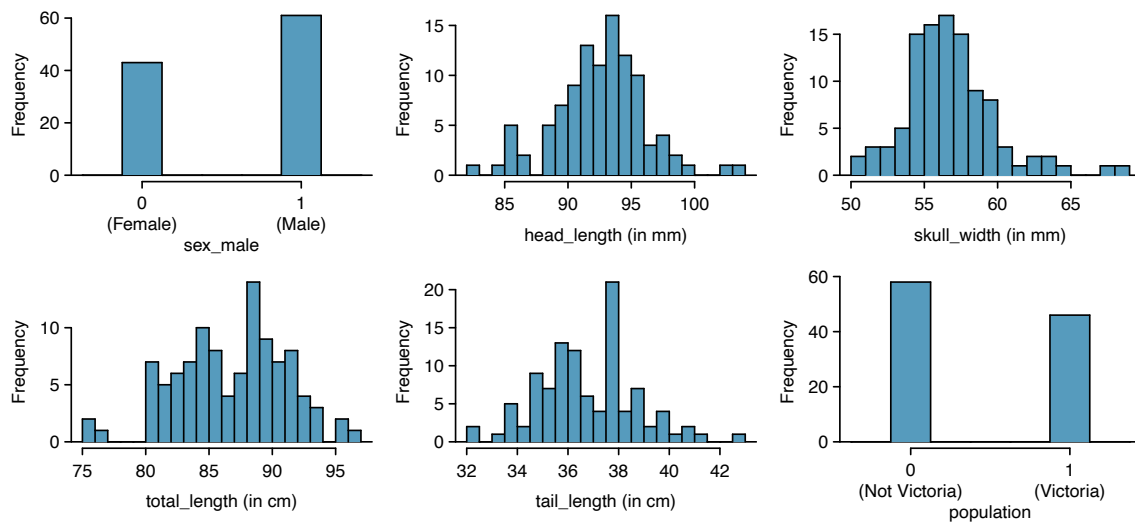 Frequency
60
40
20
0
0
(Female)
1
(Male)
sex_male
Frequency
15
10
5
0
85
90
95
100
head_length (in mm)
Frequency
15
10
5
0
50
55
60
65
skull_width (in mm)
Frequency
10
5
0
75
80
85
90
95
total_length (in cm)
Frequency
20
15
10
5
0
32
34
36
38
40
42
tail_length (in cm)
Frequency
60
40
20
0
0
(Not Victoria)
1
(Victoria)
population